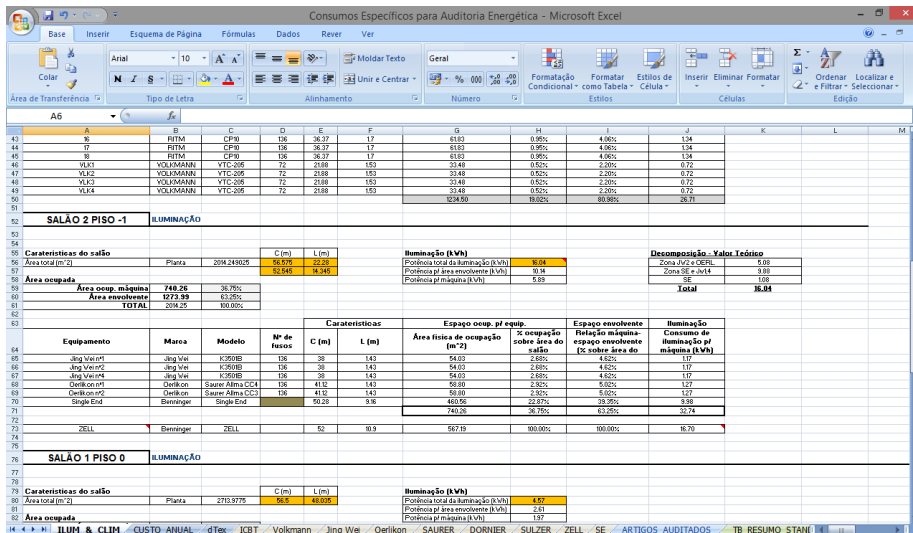 Consumos Específicos para Auditoria Energética - Microsoft Excel
Base Inserir Esquema de Página Fórmulas Dados Rever Ver
Arial 10 Moldar Texto Geral
Colar N I S Unir e Centrar % 000 Formatação Condicional Formatar como Tabela Estilos de Célula Inserir Eliminar Formatar Ordenar e Filtrar Localizar e Seleccionar
Área de Transferência Tipo de Letra Alinhamento Número Estilos Células Edição
A6 fx
A B C D E F G H I J K L M
43 16 RITM CP10 136 36.37 1.7 61.83 0.95% 4.06% 1.34
44 17 RITM CP10 136 36.37 1.7 61.83 0.95% 4.06% 1.34
45 18 RITM CP10 136 36.37 1.7 61.83 0.95% 4.06% 1.34
46 VLK1 VOLKMANN VTC-205 72 21.88 1.53 33.48 0.52% 2.20% 0.72
47 VLK2 VOLKMANN VTC-205 72 21.88 1.53 33.48 0.52% 2.20% 0.72
48 VLK3 VOLKMANN VTC-205 72 21.88 1.53 33.48 0.52% 2.20% 0.72
49 VLK4 VOLKMANN VTC-205 72 21.88 1.53 33.48 0.52% 2.20% 0.72
50 1234.50 19.02% 80.98% 26.71
51
52 SALÃO 2 PISO -1 ILUMINAÇÃO
53
54
55 Caraterísticas do salão C (m) L (m) Iluminação (kWh) Decomposição - Valor Teórico
56 Área total (m^2) Planta 2014.249025 56.575 22.28 Potência total da iluminação (kWh) 16.04 Zona JW2 e OERL. 5.08
57 52.545 14.345 Potência p/ área envolvente (kWh) 10.14 Zona SE e Jw1,4 9.88
58 Área ocupada Potência p/ máquina (kWh) 5.89 SE 1.08
59 Área ocup. máquina 740.26 36.75% Total 16.04
60 Área envolvente 1273.99 63.25%
61 TOTAL 2014.25 100.00%
62
63 Caraterísticas Espaço ocup. p/ equip. Espaço envolvente Iluminação
64 Equipamento Marca Modelo Nº de fusos C (m) L (m) Área física de ocupação (m^2) % ocupação sobre área do salão Relação máquina-espaço envolvente (% sobre área do Consumo de iluminação p/ máquina (kWh)
65 Jing Wei nº1 Jing Wei K3501B 136 38 1.43 54.03 2.68% 4.62% 1.17
66 Jing Wei nº2 Jing Wei K3501B 136 38 1.43 54.03 2.68% 4.62% 1.17
67 Jing Wei nº4 Jing Wei K3501B 136 38 1.43 54.03 2.68% 4.62% 1.17
68 Oerlikon nº1 Oerlikon Saurer Allma CC4 136 41.12 1.43 58.80 2.92% 5.02% 1.27
69 Oerlikon nº2 Oerlikon Saurer Allma CC3 136 41.12 1.43 58.80 2.92% 5.02% 1.27
70 Single End Benninger Single End 50.28 9.16 460.56 22.87% 39.35% 9.98
71 740.26 36.75% 63.25% 32.74
72
73 ZELL Benninger ZELL 52 10.9 567.19 100.00% 100.00% 16.70
74
75
76 SALÃO 1 PISO 0 ILUMINAÇÃO
77
78
79 Caraterísticas do salão C (m) L (m) Iluminação (kWh)
80 Área total (m^2) Planta 2713.9775 56.5 48.035 Potência total da iluminação (kWh) 4.57
81 Potência p/ área envolvente (kWh) 2.61
82 Área ocupada Potência p/ máquina (kWh) 1.97
ILUM_&_CLIM CUSTO_ANUAL dTex ICBT Volkmann Jing Wei Oerlikon SAURER DORNIER SULZER ZELL SE ARTIGOS_AUDITADOS TB_RESUMO_STAND